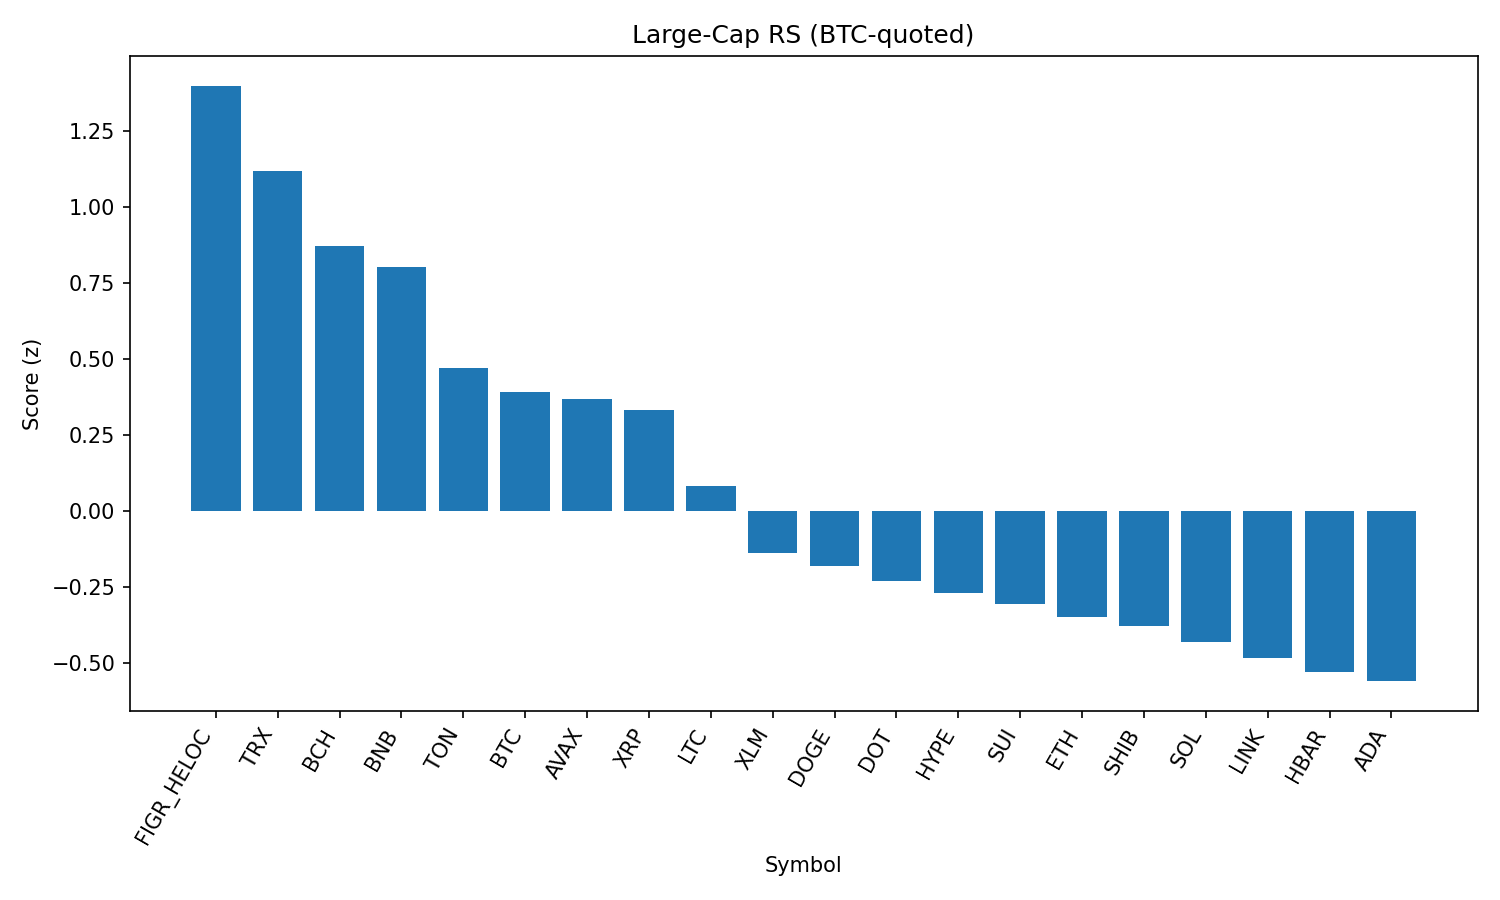 Large-Cap RS (BTC-quoted)
Score (z)
1.25
1.00
0.75
0.50
0.25
0.00
−0.25
−0.50
FIGR_HELOC
TRX
BCH
BNB
TON
BTC
AVAX
XRP
LTC
XLM
DOGE
DOT
HYPE
SUI
ETH
SHIB
SOL
LINK
HBAR
ADA
Symbol